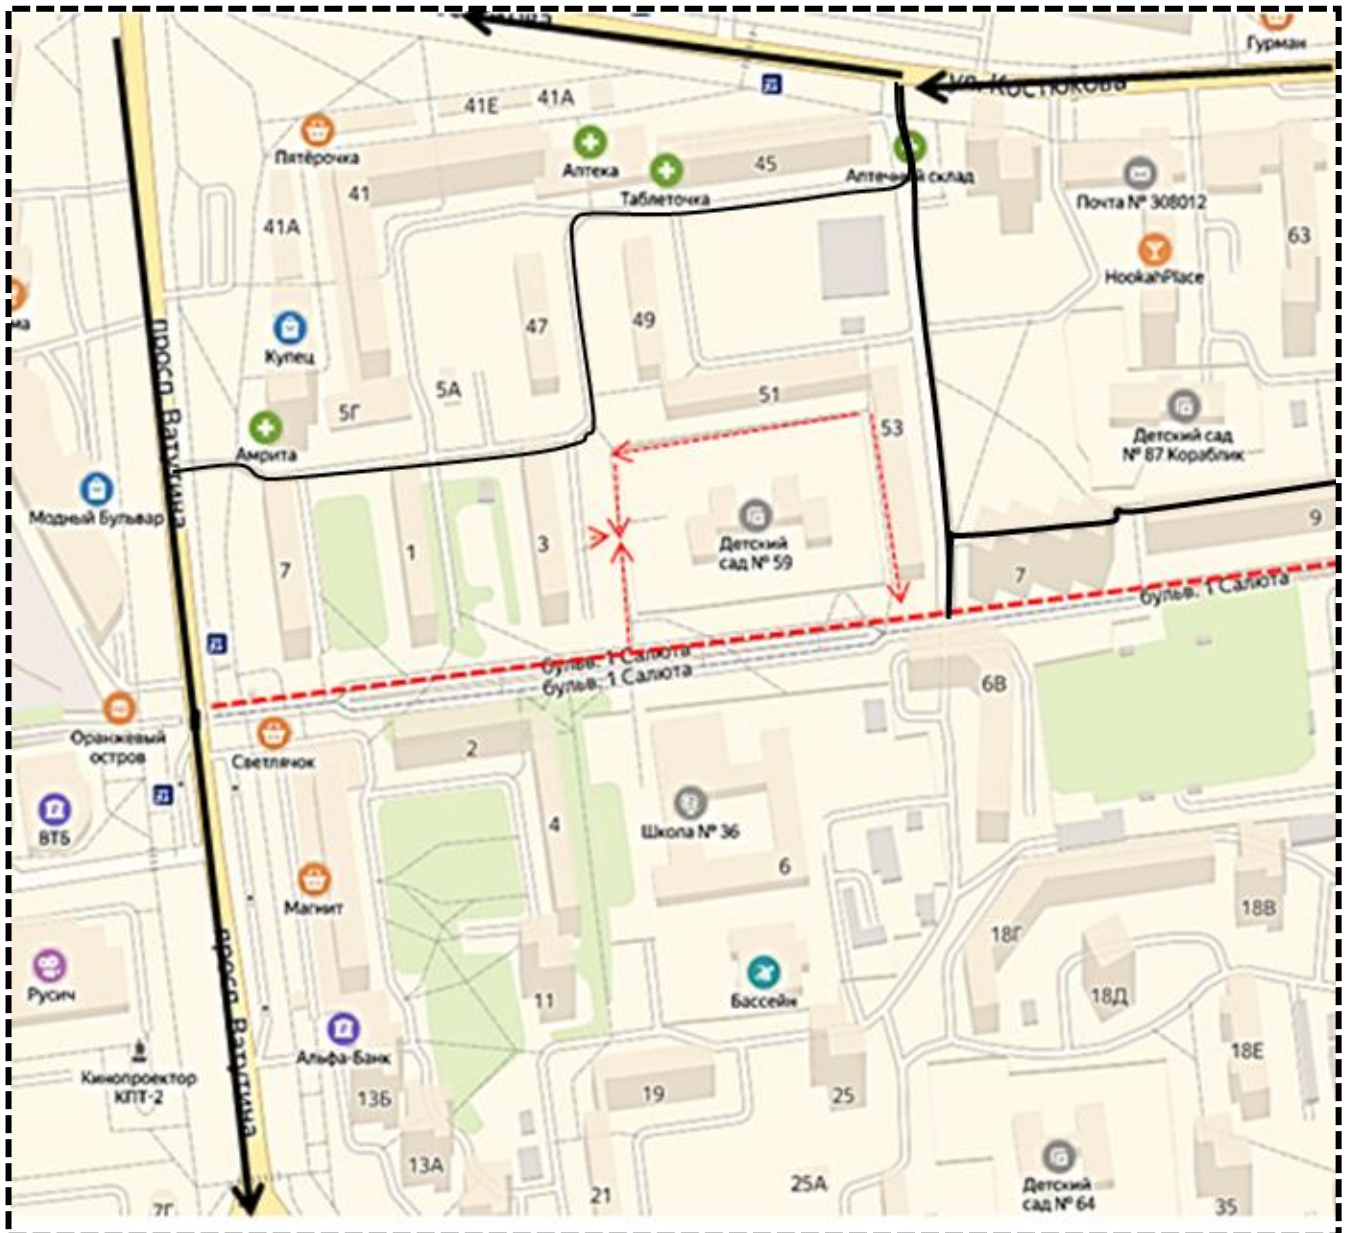 Гурман
ул. Костюкова
41Е
41А
Пятёрочка
Аптека
45
Таблеточка
Аптечный склад
Почта № 308012
41
41А
63
HookahPlace
ма
Купец
47
49
просп. Ватутина
5А
5Г
51
53
Амрита
Детский сад
№ 87 Кораблик
Модный Бульвар
9
7
1
3
Детский
сад № 59
7
бульв. 1 Салюта
бульв. 1 Салюта
бульв. 1 Салюта
6В
Оранжевый
остров
Светлячок
2
ВТБ
4
Школа № 36
6
Магнит
18В
18Г
Русич
11
Бассейн
18Д
просп. Ватутина
Альфа-Банк
18Е
Кинопроектор
КПТ-2
13Б
19
25
13А
Детский
сад № 64
25А
21
35
7Г